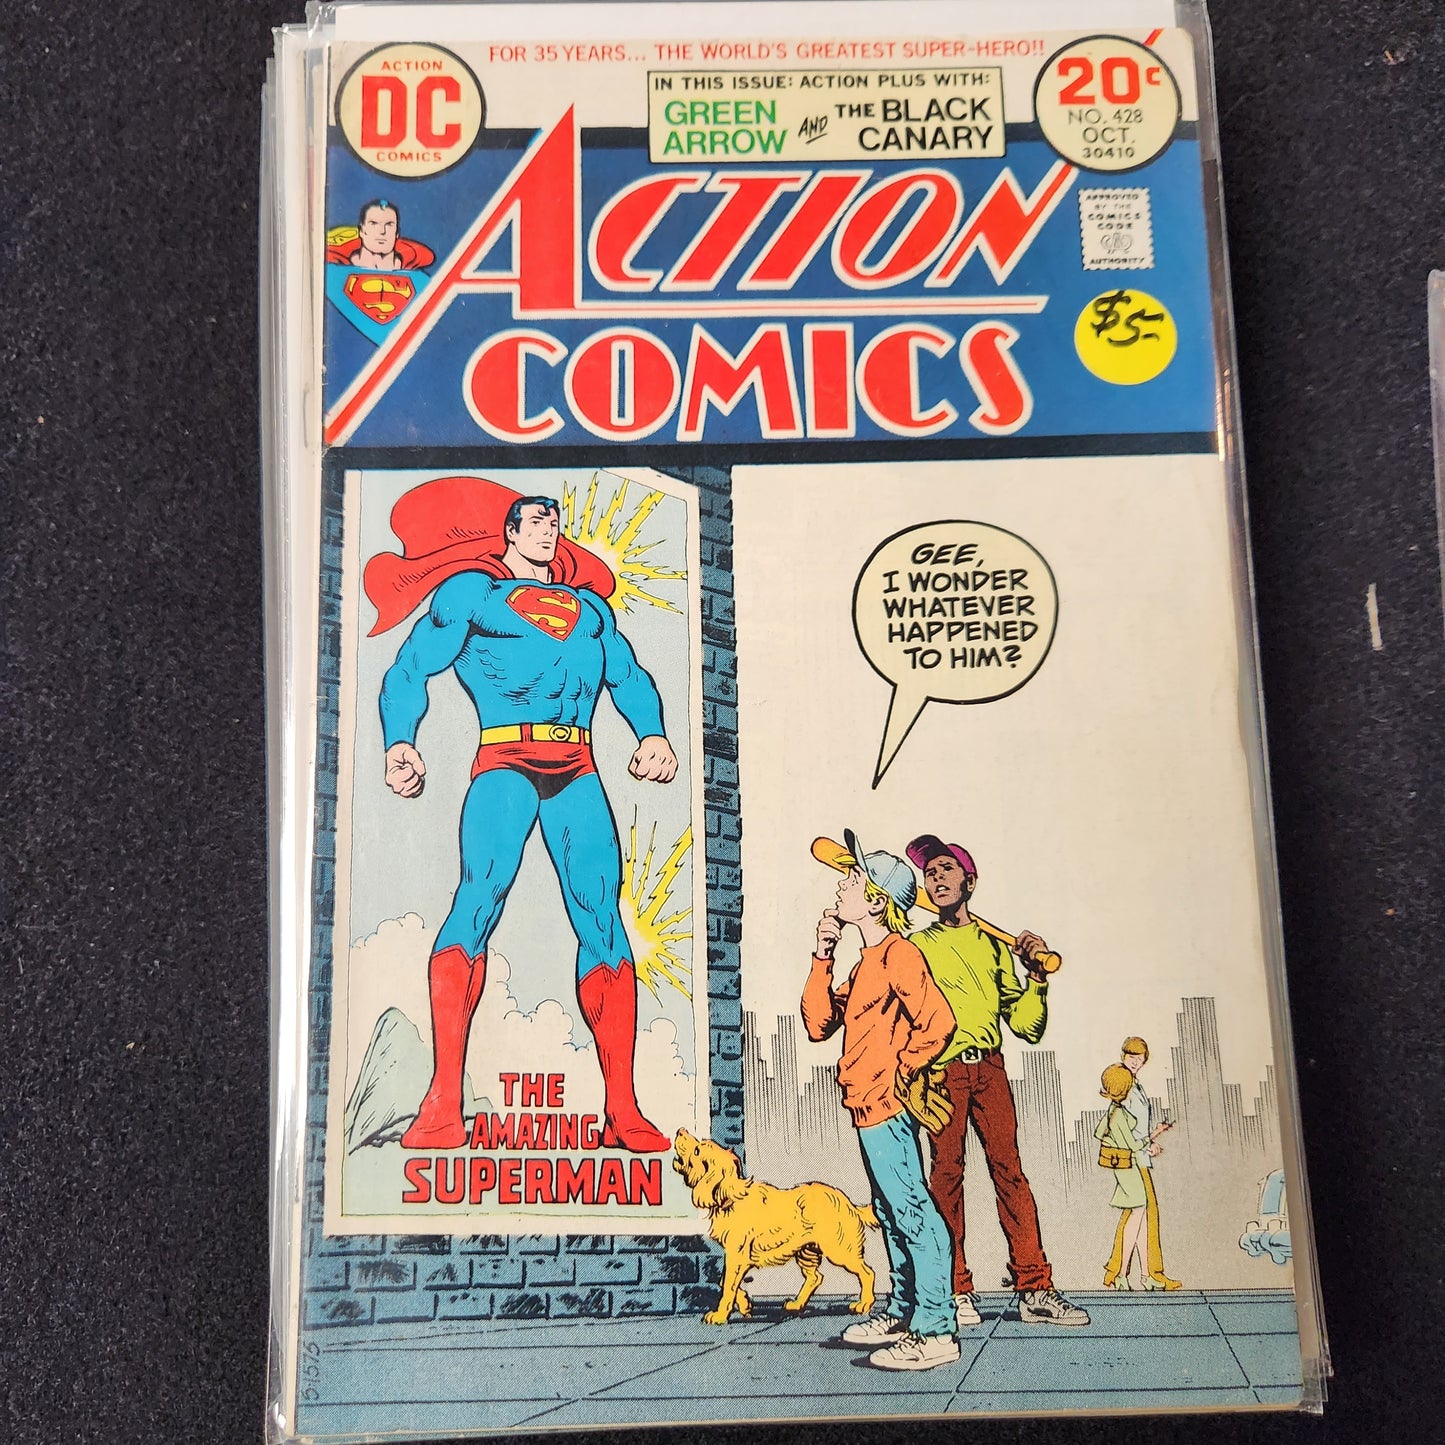 FOR 35 YEARS... THE WORLD'S GREATEST SUPER-HERO!!
ACTION
DC
COMICS
IN THIS ISSUE: ACTION PLUS WITH:
GREEN ARROW AND THE BLACK CANARY
20¢
NO. 428
OCT.
30410
APPROVED
BY THE
COMICS
CODE
AUTHORITY
S
ACTION
COMICS
$5-
GEE,
I WONDER
WHATEVER
HAPPENED
TO HIM?
S
THE
AMAZING
SUPERMAN